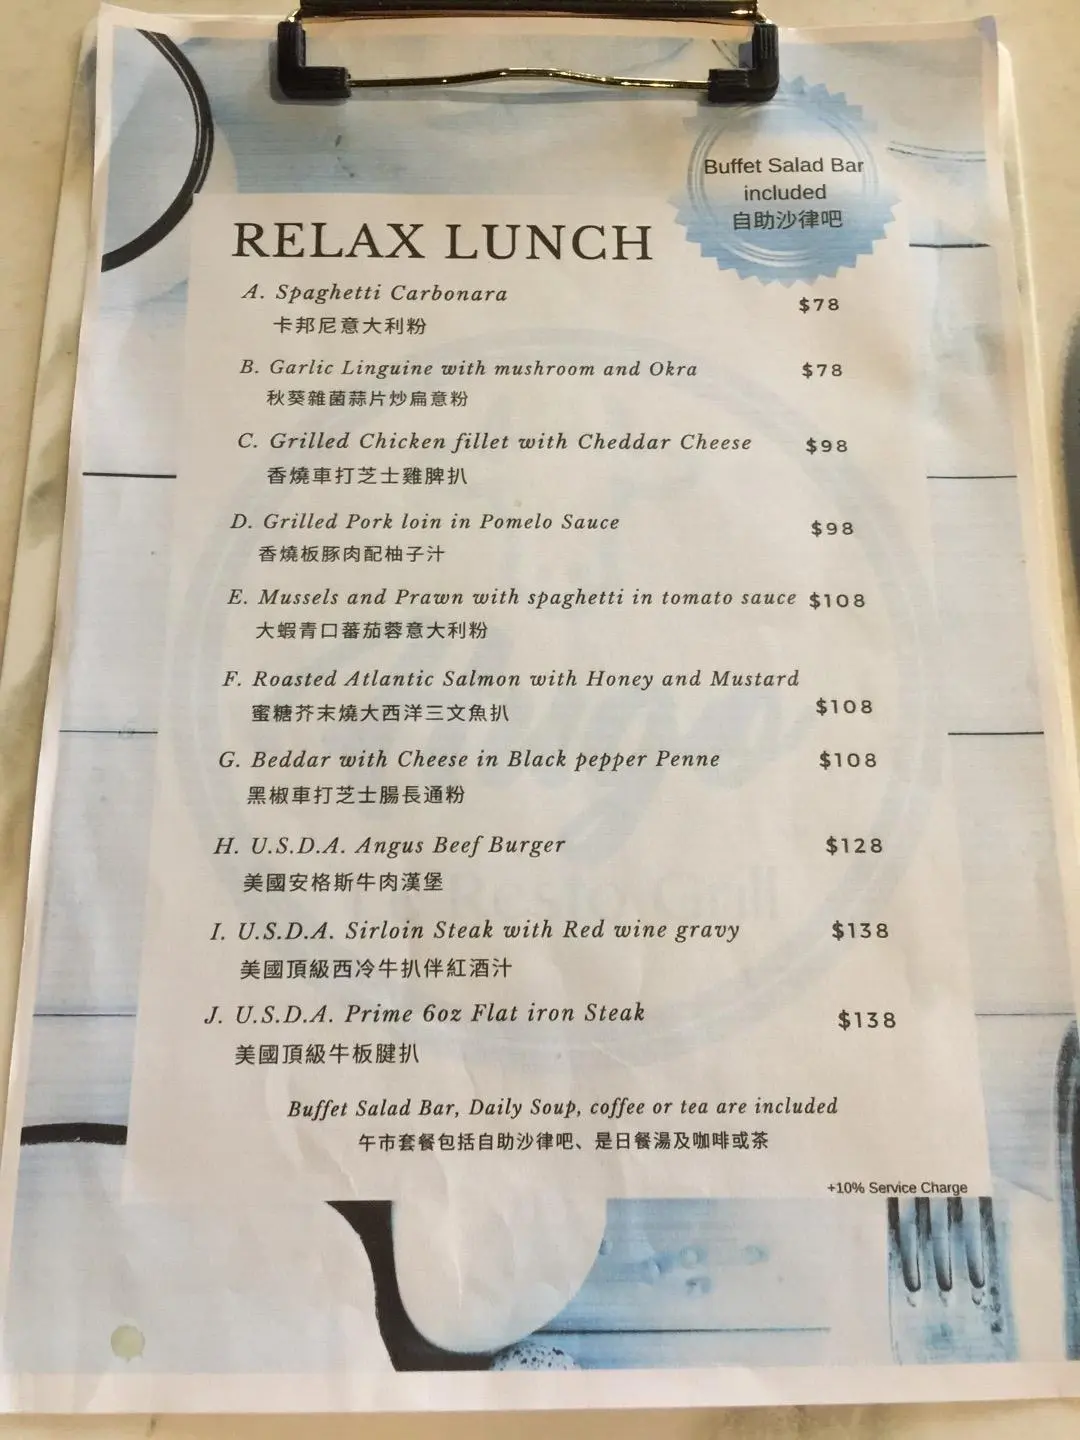 Buffet Salad Bar
included
自助沙律吧
RELAX LUNCH
A. Spaghetti Carbonara $78
卡邦尼意大利粉
B. Garlic Linguine with mushroom and Okra $78
秋葵雜菌蒜片炒扁意粉
C. Grilled Chicken fillet with Cheddar Cheese $98
香燒車打芝士雞脾扒
D. Grilled Pork loin in Pomelo Sauce $98
香燒板豚肉配柚子汁
E. Mussels and Prawn with spaghetti in tomato sauce $108
大蝦青口蕃茄蓉意大利粉
F. Roasted Atlantic Salmon with Honey and Mustard $108
蜜糖芥末燒大西洋三文魚扒
G. Beddar with Cheese in Black pepper Penne $108
黑椒車打芝士腸長通粉
H. U.S.D.A. Angus Beef Burger $128
美國安格斯牛肉漢堡
I. U.S.D.A. Sirloin Steak with Red wine gravy $138
美國頂級西冷牛扒伴紅酒汁
J. U.S.D.A. Prime 6oz Flat iron Steak $138
美國頂級牛板腱扒
Buffet Salad Bar, Daily Soup, coffee or tea are included
午市套餐包括自助沙律吧、是日餐湯及咖啡或茶
+10% Service Charge